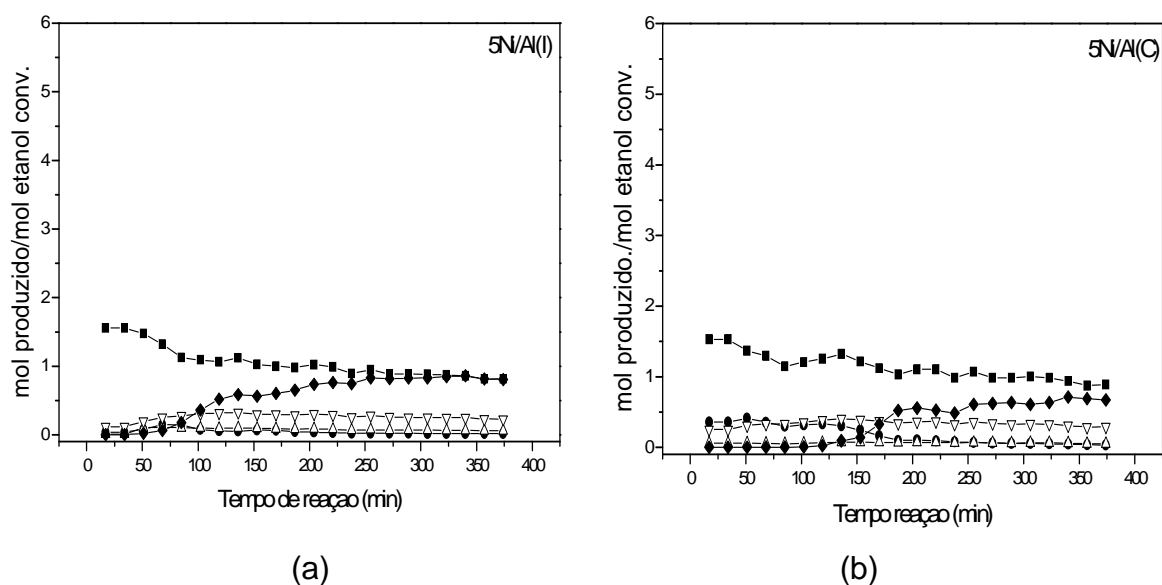 5Ni/Al(I)
6
5
4
3
2
1
0
mol produzido/mol etanol conv.
0 50 100 150 200 250 300 350 400
Tempo de reaçao (min)
(a)
5Ni/Al(C)
6
5
4
3
2
1
0
mol produzido./mol etanol conv.
0 50 100 150 200 250 300 350 400
Tempo reaçao (min)
(b)